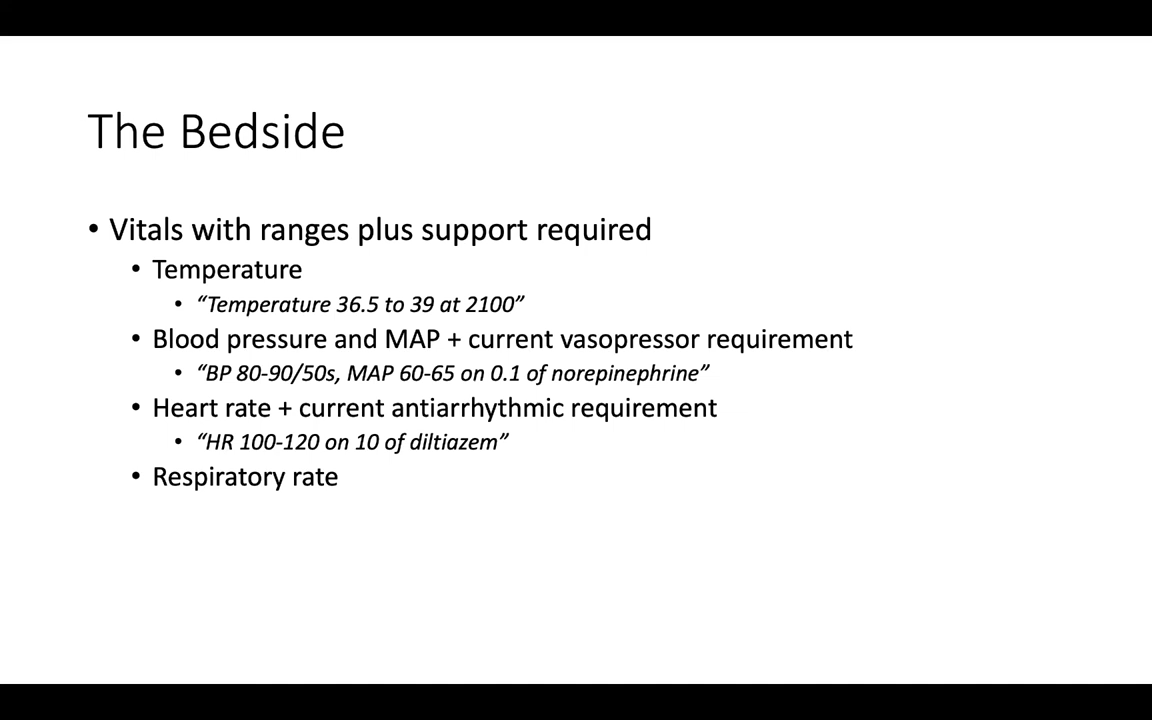 The Bedside
• Vitals with ranges plus support required
• Temperature
• “Temperature 36.5 to 39 at 2100”
• Blood pressure and MAP + current vasopressor requirement
• “BP 80-90/50s, MAP 60-65 on 0.1 of norepinephrine”
• Heart rate + current antiarrhythmic requirement
• “HR 100-120 on 10 of diltiazem”
• Respiratory rate